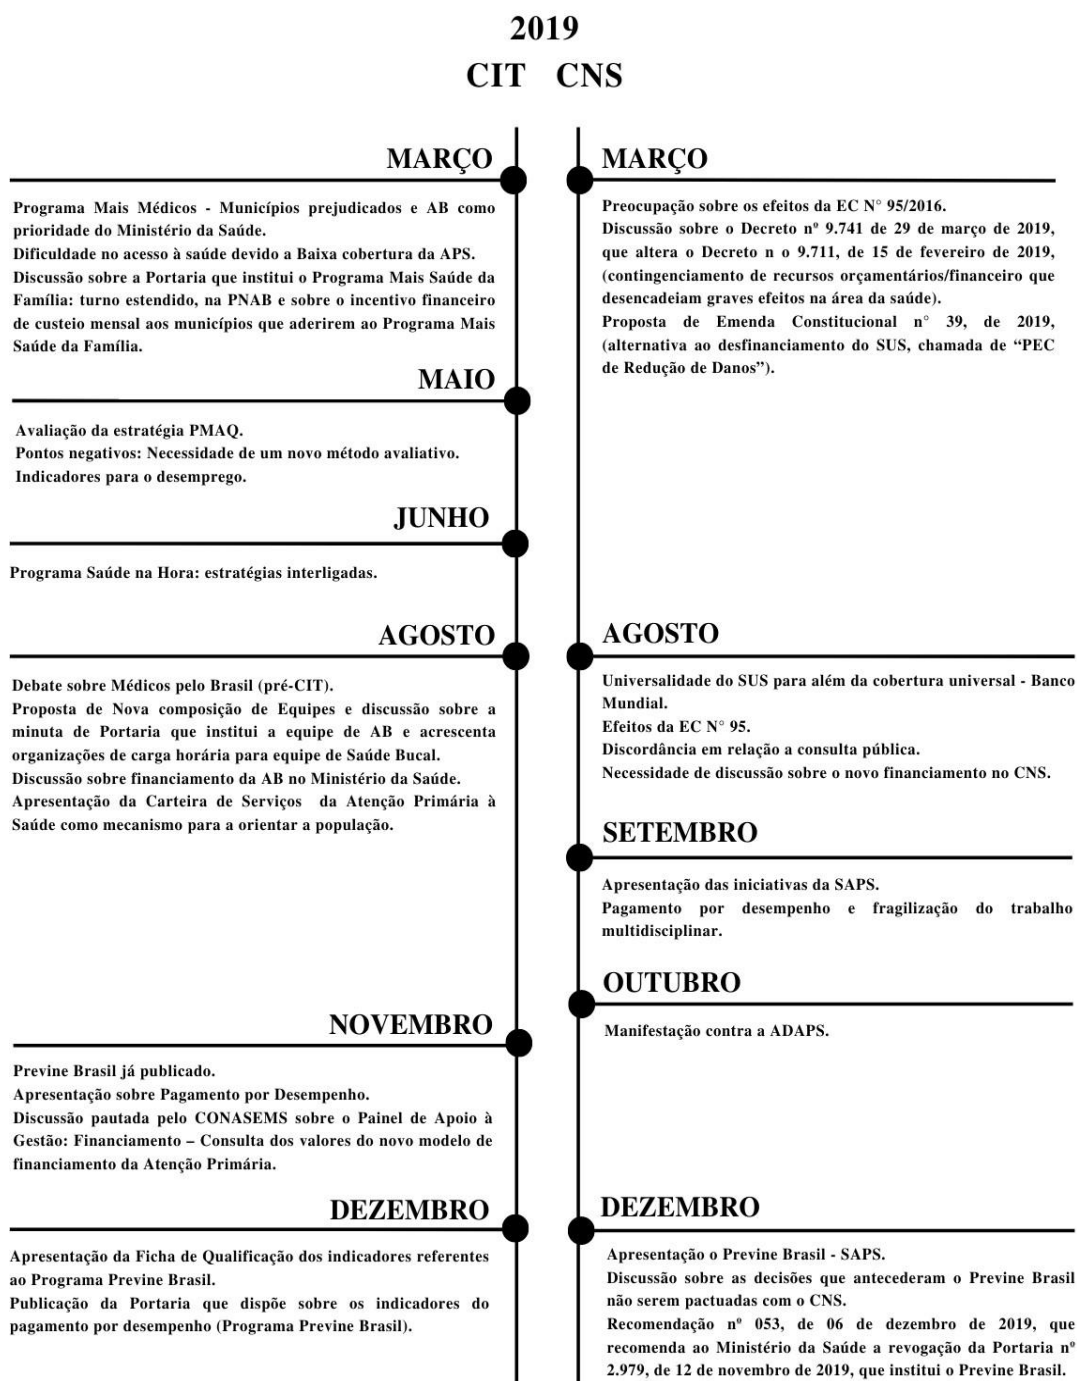 2019
CIT CNS
MARÇO
Programa Mais Médicos - Municípios prejudicados e AB como
prioridade do Ministério da Saúde.
Dificuldade no acesso à saúde devido a Baixa cobertura da APS.
Discussão sobre a Portaria que institui o Programa Mais Saúde da
Família: turno estendido, na PNAB e sobre o incentivo financeiro
de custeio mensal aos municípios que aderirem ao Programa Mais
Saúde da Família.
MAIO
Avaliação da estratégia PMAQ.
Pontos negativos: Necessidade de um novo método avaliativo.
Indicadores para o desemprego.
JUNHO
Programa Saúde na Hora: estratégias interligadas.
AGOSTO
Debate sobre Médicos pelo Brasil (pré-CIT).
Proposta de Nova composição de Equipes e discussão sobre a
minuta de Portaria que institui a equipe de AB e acrescenta
organizações de carga horária para equipe de Saúde Bucal.
Discussão sobre financiamento da AB no Ministério da Saúde.
Apresentação da Carteira de Serviços da Atenção Primária à
Saúde como mecanismo para a orientar a população.
NOVEMBRO
Previne Brasil já publicado.
Apresentação sobre Pagamento por Desempenho.
Discussão pautada pelo CONASEMS sobre o Painel de Apoio à
Gestão: Financiamento – Consulta dos valores do novo modelo de
financiamento da Atenção Primária.
DEZEMBRO
Apresentação da Ficha de Qualificação dos indicadores referentes
ao Programa Previne Brasil.
Publicação da Portaria que dispõe sobre os indicadores do
pagamento por desempenho (Programa Previne Brasil).
MARÇO
Preocupação sobre os efeitos da EC N° 95/2016.
Discussão sobre o Decreto nº 9.741 de 29 de março de 2019,
que altera o Decreto n o 9.711, de 15 de fevereiro de 2019,
(contingenciamento de recursos orçamentários/financeiro que
desencadeiam graves efeitos na área da saúde).
Proposta de Emenda Constitucional n° 39, de 2019,
(alternativa ao desfinanciamento do SUS, chamada de “PEC
de Redução de Danos”).
AGOSTO
Universalidade do SUS para além da cobertura universal - Banco
Mundial.
Efeitos da EC N° 95.
Discordância em relação a consulta pública.
Necessidade de discussão sobre o novo financiamento no CNS.
SETEMBRO
Apresentação das iniciativas da SAPS.
Pagamento por desempenho e fragilização do trabalho
multidisciplinar.
OUTUBRO
Manifestação contra a ADAPS.
DEZEMBRO
Apresentação o Previne Brasil - SAPS.
Discussão sobre as decisões que antecederam o Previne Brasil
não serem pactuadas com o CNS.
Recomendação nº 053, de 06 de dezembro de 2019, que
recomenda ao Ministério da Saúde a revogação da Portaria nº
2.979, de 12 de novembro de 2019, que institui o Previne Brasil.